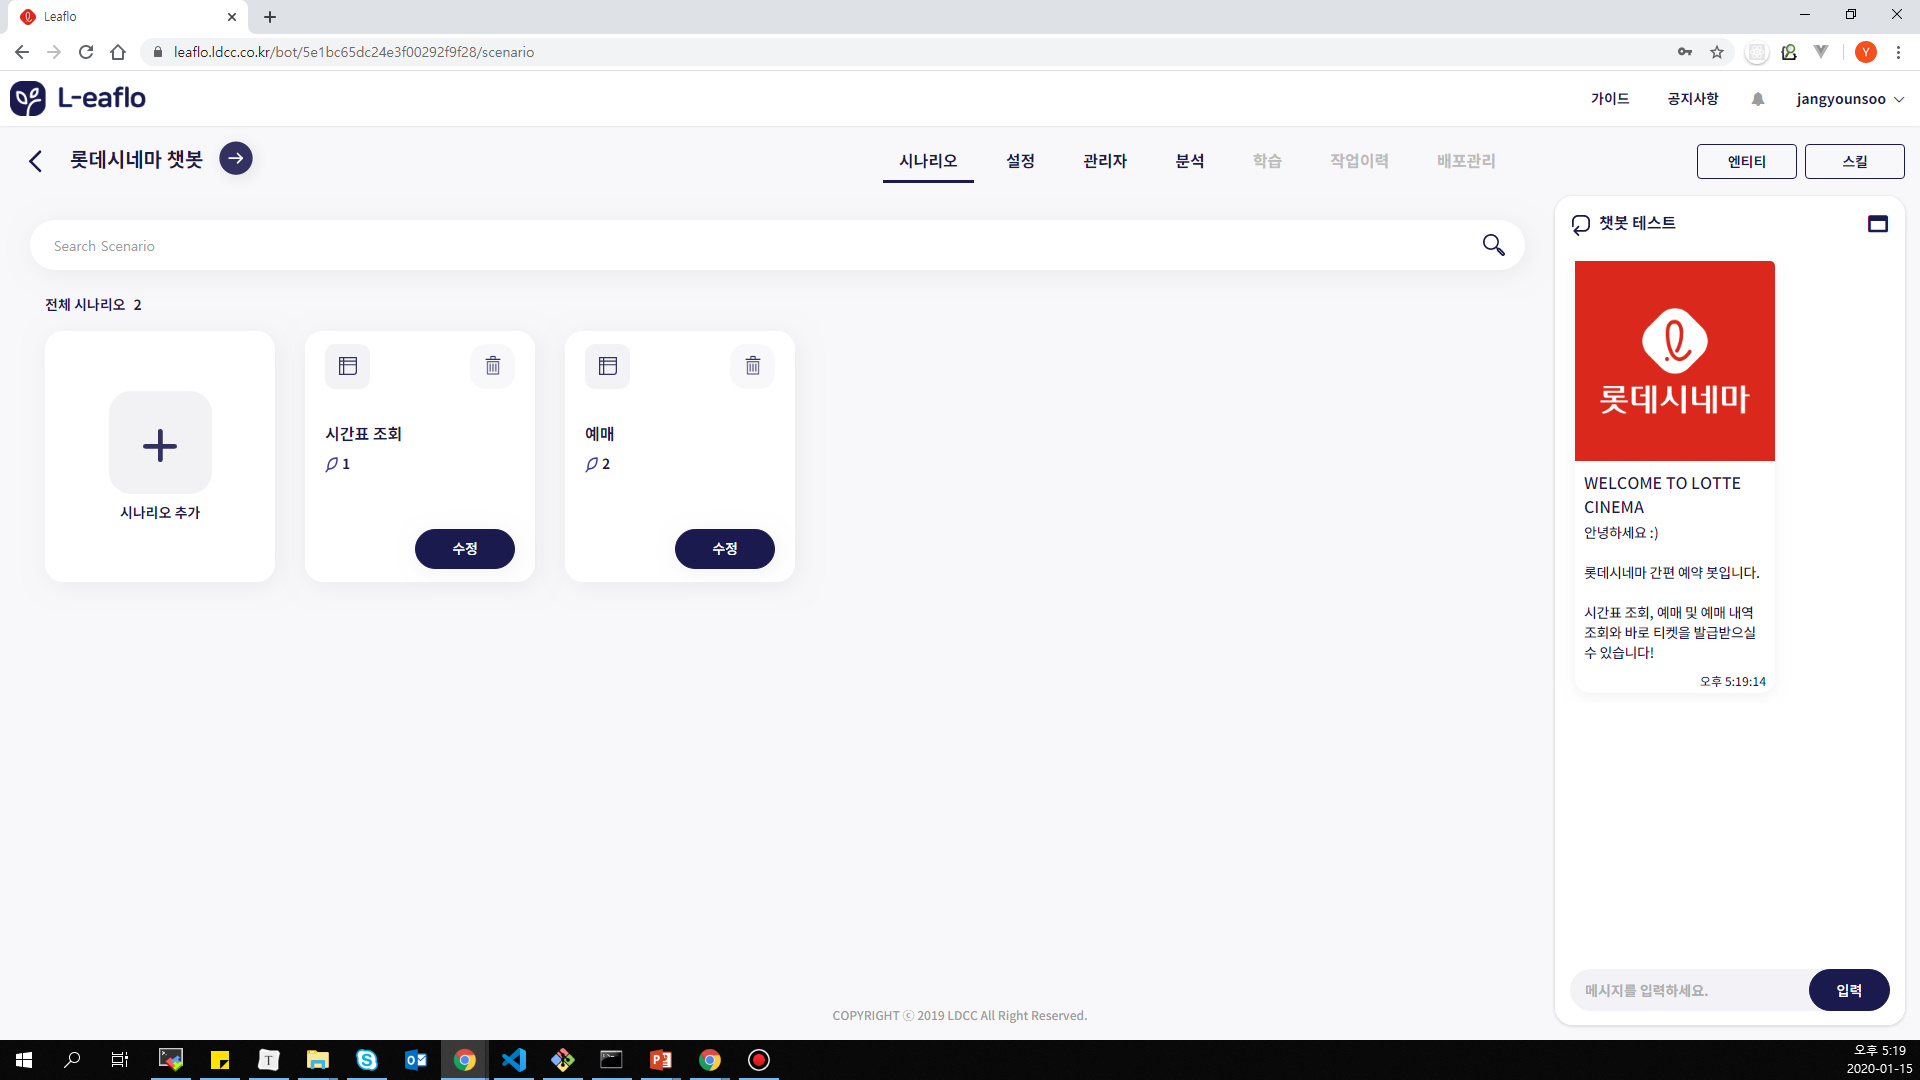 Leaflo
leaflo.ldcc.co.kr/bot/5e1bc65dc24e3f00292f9f28/scenario
Y
L-eaflo
가이드
공지사항
jangyounsoo
롯데시네마 챗봇
시나리오
설정
관리자
분석
학습
작업이력
배포관리
엔티티
스킬
Search Scenario
전체 시나리오 2
시나리오 추가
시간표 조회
1
수정
예매
2
수정
챗봇 테스트
롯데시네마
WELCOME TO LOTTE
CINEMA
안녕하세요 :)
롯데시네마 간편 예약 봇입니다.
시간표 조회, 예매 및 예매 내역
조회와 바로 티켓을 발급받으실
수 있습니다!
오후 5:19:14
메시지를 입력하세요.
입력
COPYRIGHT ⓒ 2019 LDCC All Right Reserved.
오후 5:19
2020-01-15